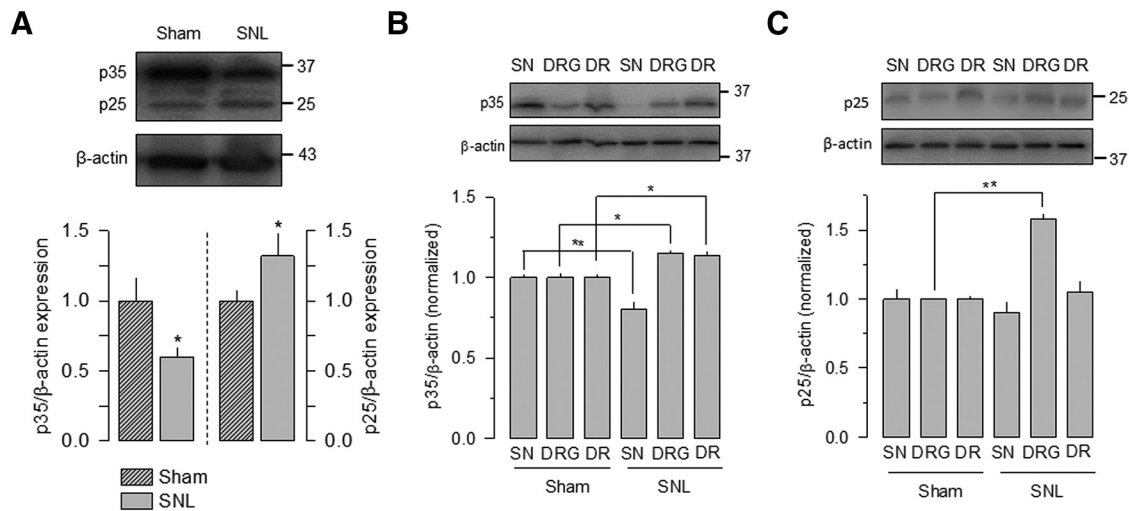 A
Sham SNL
p35
p25
37
25
β-actin
43
p35/β-actin expression
1.5
1.0
0.5
0.0
*
*
1.5
1.0
0.5
0.0
p25/β-actin expression
Sham
SNL
B
SN DRG DR SN DRG DR
p35
37
β-actin
37
p35/β-actin (normalized)
1.5
1.0
0.5
0.0
*
*
**
SN DRG DR SN DRG DR
Sham SNL
C
SN DRG DR SN DRG DR
p25
25
β-actin
37
p25/β-actin (normalized)
1.5
1.0
0.5
0.0
**
SN DRG DR SN DRG DR
Sham SNL